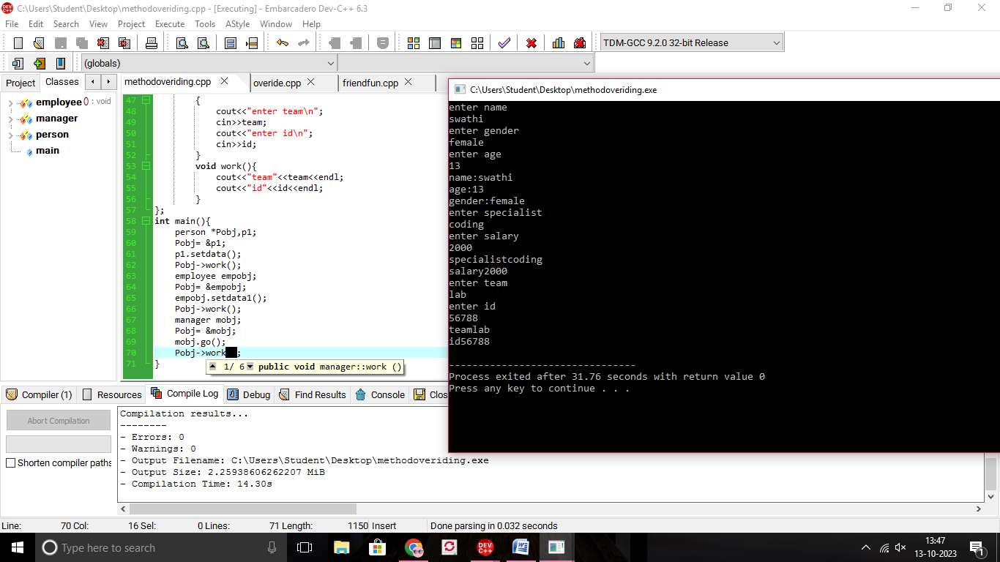 C:\Users\Student\Desktop\methodoveriding.cpp - [Executing] - Embarcadero Dev-C++ 6.3
File Edit Search View Project Execute Tools AStyle Window Help
TDM-GCC 9.2.0 32-bit Release
(globals)
Project Classes
methodoveriding.cpp overide.cpp friendfun.cpp
employee () : void
manager
person
main
47 {
48 cout<<"enter team\n";
49 cin>>team;
50 cout<<"enter id\n";
51 cin>>id;
52 }
53 void work(){
54 cout<<"team"<<team<<endl;
55 cout<<"id"<<id<<endl;
56 }
57 };
58 int main(){
59 person *Pobj,p1;
60 Pobj= &p1;
61 p1.setdata();
62 Pobj->work();
63 employee empobj;
64 Pobj= &empobj;
65 empobj.setdata1();
66 Pobj->work();
67 manager mobj;
68 Pobj= &mobj;
69 mobj.go();
70 Pobj->work ;
71 }
1/ 6 public void manager::work ()
C:\Users\Student\Desktop\methodoveriding.exe
enter name
swathi
enter gender
female
enter age
13
name:swathi
age:13
gender:female
enter specialist
coding
enter salary
2000
specialistcoding
salary2000
enter team
lab
enter id
56788
teamlab
id56788
--------------------------------
Process exited after 31.76 seconds with return value 0
Press any key to continue . . .
Compiler (1) Resources Compile Log Debug Find Results Console Clos
Abort Compilation
Shorten compiler paths
Compilation results...
--------
- Errors: 0
- Warnings: 0
- Output Filename: C:\Users\Student\Desktop\methodoveriding.exe
- Output Size: 2.25938606262207 MiB
- Compilation Time: 14.30s
Line: 70 Col: 16 Sel: 0 Lines: 71 Length: 1150 Insert Done parsing in 0.032 seconds
Type here to search
DEV C++
13:47
13-10-2023
1